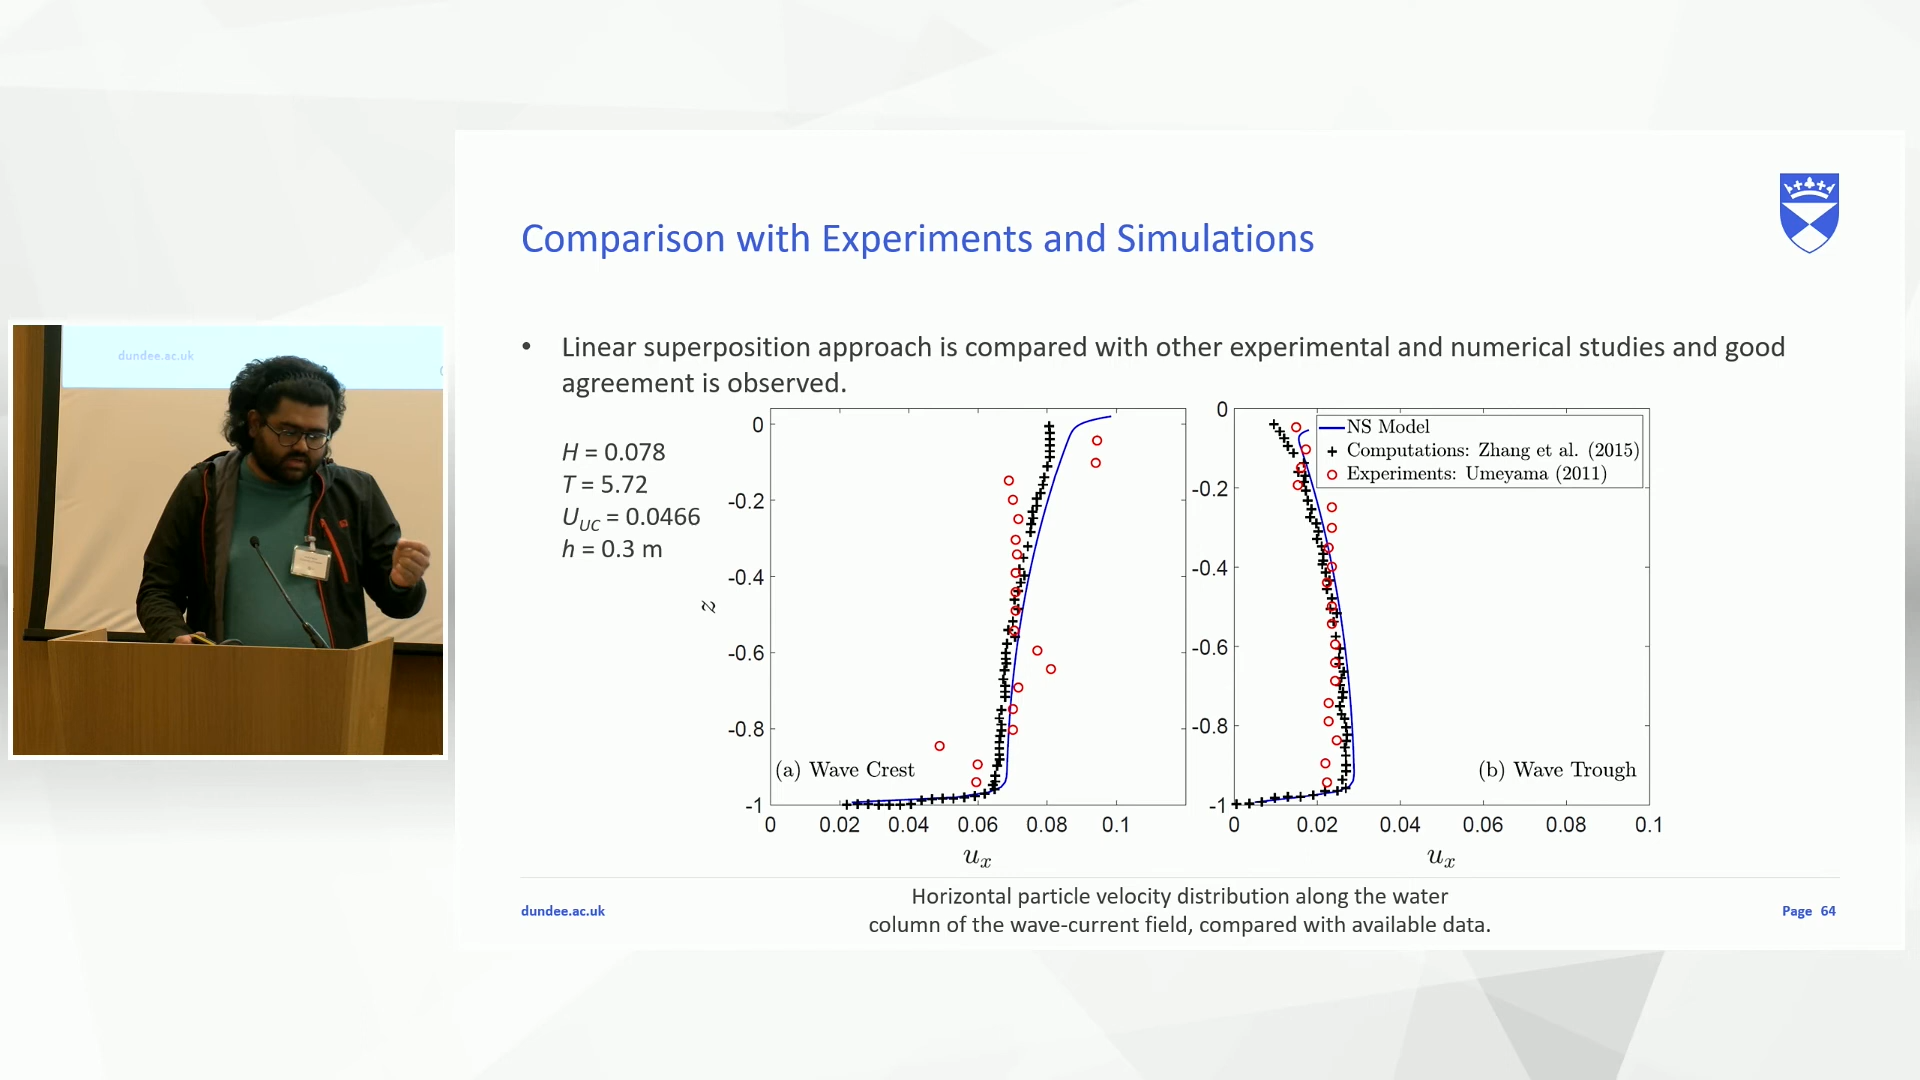 dundee.ac.uk
Comparison with Experiments and Simulations
• Linear superposition approach is compared with other experimental and numerical studies and good
agreement is observed.
H = 0.078
T = 5.72
U_UC = 0.0466
h = 0.3 m
z
0
-0.2
-0.4
-0.6
-0.8
-1
(a) Wave Crest
0 0.02 0.04 0.06 0.08 0.1
u_x
0
-0.2
-0.4
-0.6
-0.8
-1
NS Model
Computations: Zhang et al. (2015)
Experiments: Umeyama (2011)
(b) Wave Trough
0 0.02 0.04 0.06 0.08 0.1
u_x
Horizontal particle velocity distribution along the water
column of the wave-current field, compared with available data.
dundee.ac.uk
Page 64